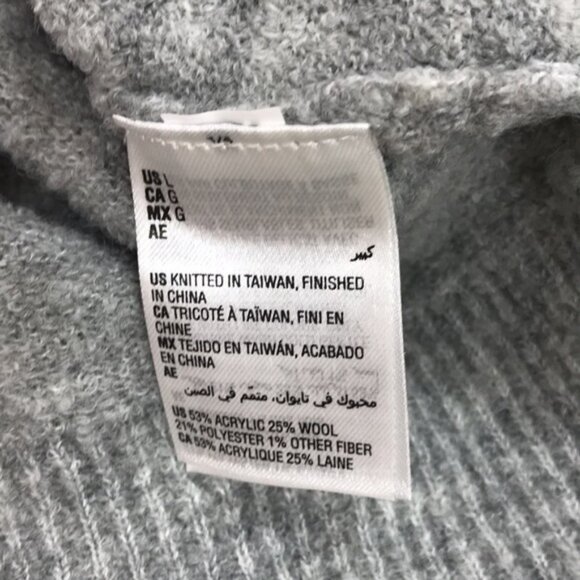 US L
CA G
MX G
AE
كبير
US KNITTED IN TAIWAN, FINISHED
IN CHINA
CA TRICOTÉ À TAÏWAN, FINI EN
CHINE
MX TEJIDO EN TAIWÁN, ACABADO
EN CHINA
AE
محبوك في تايوان، متمّم في الصين
US 53% ACRYLIC 25% WOOL
21% POLYESTER 1% OTHER FIBER
CA 53% ACRYLIQUE 25% LAINE